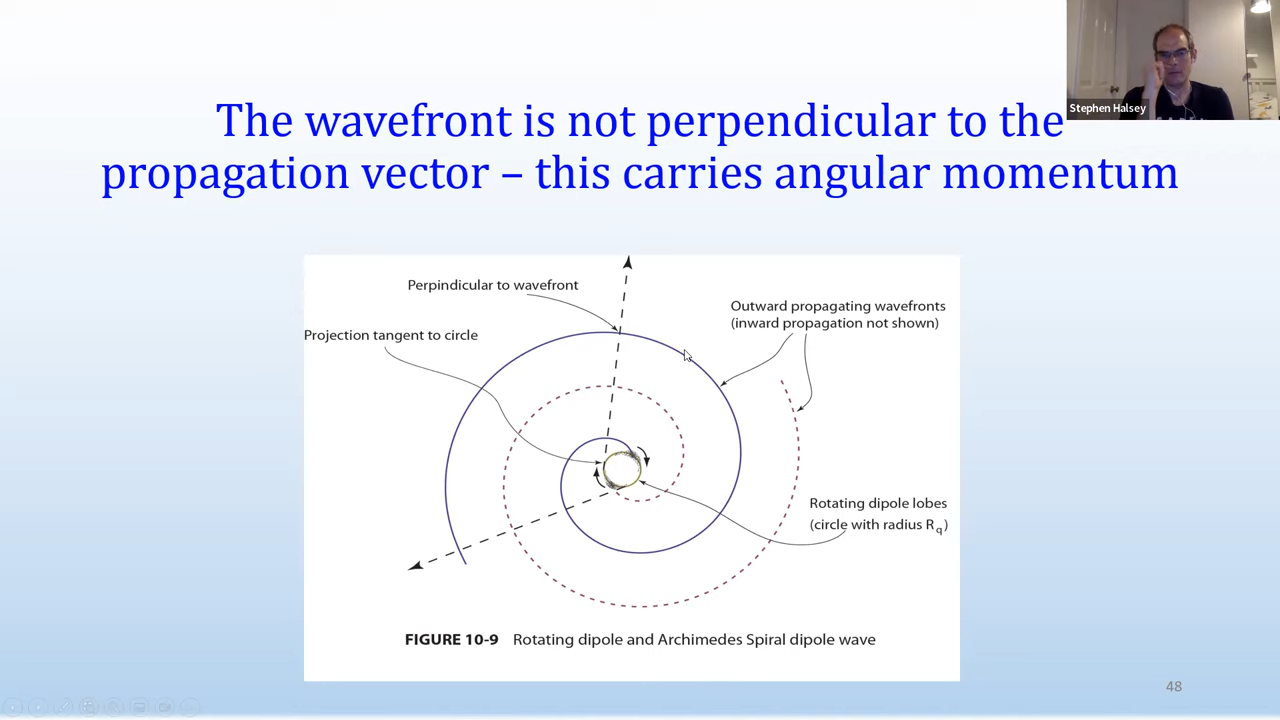 Stephen Halsey
The wavefront is not perpendicular to the
propagation vector – this carries angular momentum
Perpindicular to wavefront
Outward propagating wavefronts
(inward propagation not shown)
Projection tangent to circle
Rotating dipole lobes
(circle with radius Rq)
FIGURE 10-9 Rotating dipole and Archimedes Spiral dipole wave
48